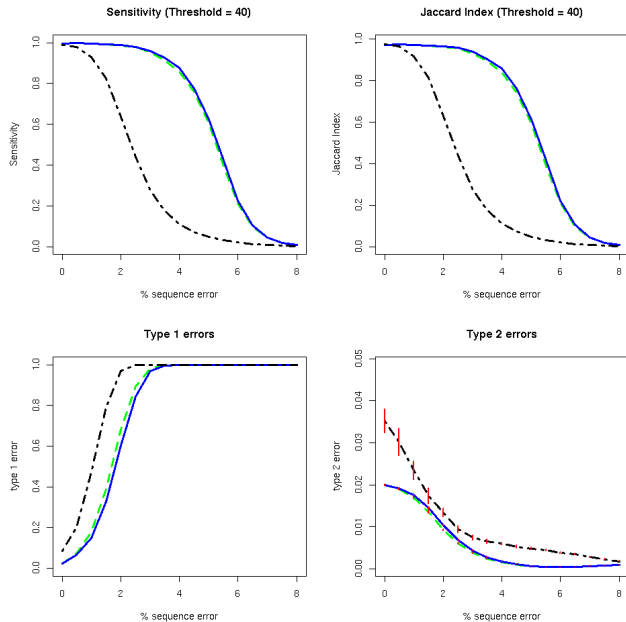 Sensitivity (Threshold = 40)
Sensitivity
1.0
0.8
0.6
0.4
0.2
0.0
0 2 4 6 8
% sequence error
Jaccard Index (Threshold = 40)
Jaccard Index
1.0
0.8
0.6
0.4
0.2
0.0
0 2 4 6 8
% sequence error
Type 1 errors
type 1 error
1.0
0.8
0.6
0.4
0.2
0.0
0 2 4 6 8
% sequence error
Type 2 errors
type 2 error
0.05
0.04
0.03
0.02
0.01
0.00
0 2 4 6 8
% sequence error